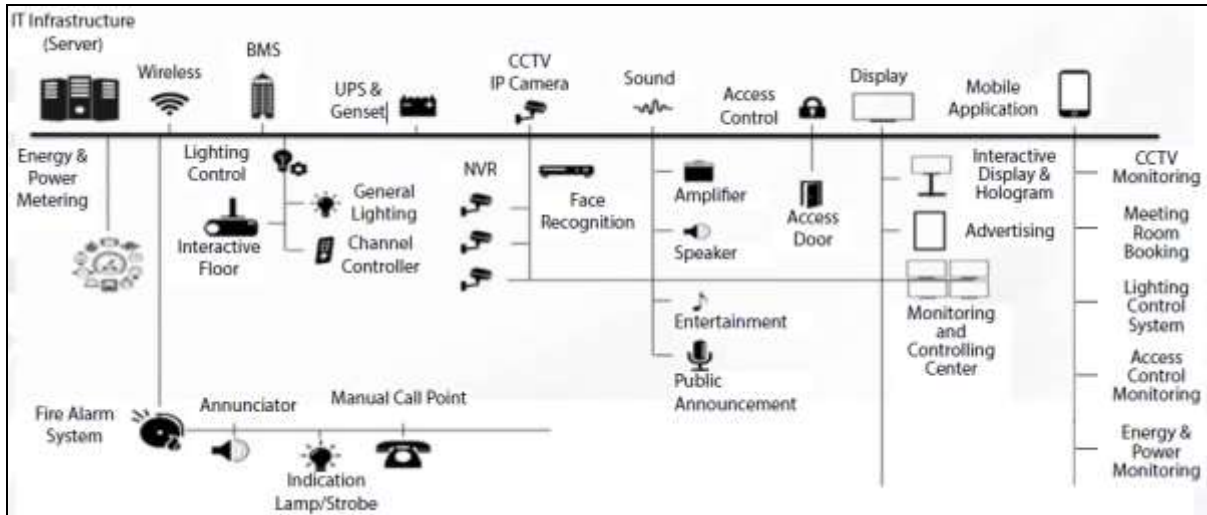 IT Infrastructure
(Server)
Wireless
BMS
UPS &
Genset
CCTV
IP Camera
Sound
Access
Control
Display
Mobile
Application
Energy &
Power
Metering
Lighting
Control
General
Lighting
Interactive
Floor
Channel
Controller
NVR
Face
Recognition
Amplifier
Speaker
Entertainment
Public
Announcement
Access
Door
Interactive
Display &
Hologram
Advertising
Monitoring
and
Controlling
Center
CCTV
Monitoring
Meeting
Room
Booking
Lighting
Control
System
Access
Control
Monitoring
Energy &
Power
Monitoring
Fire Alarm
System
Annunciator
Manual Call Point
Indication
Lamp/Strobe